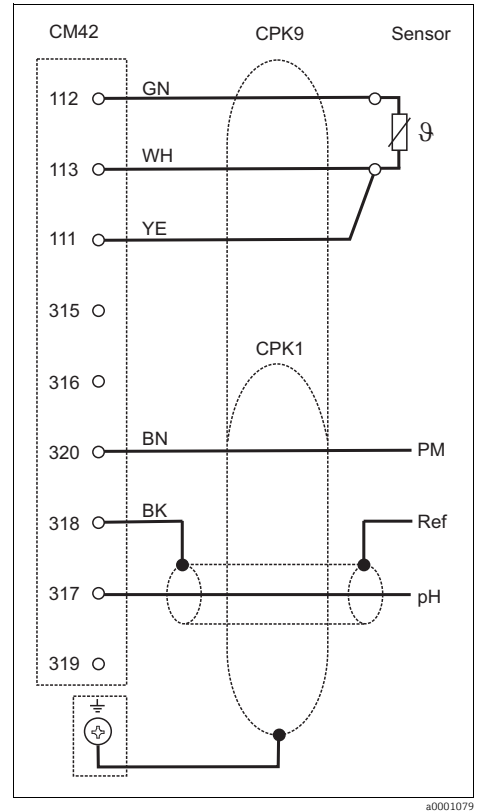 CM42 CPK9 Sensor
112 GN
ϑ
113 WH
111 YE
315
CPK1
316
320 BN PM
318 BK Ref
317 pH
319
a0001079